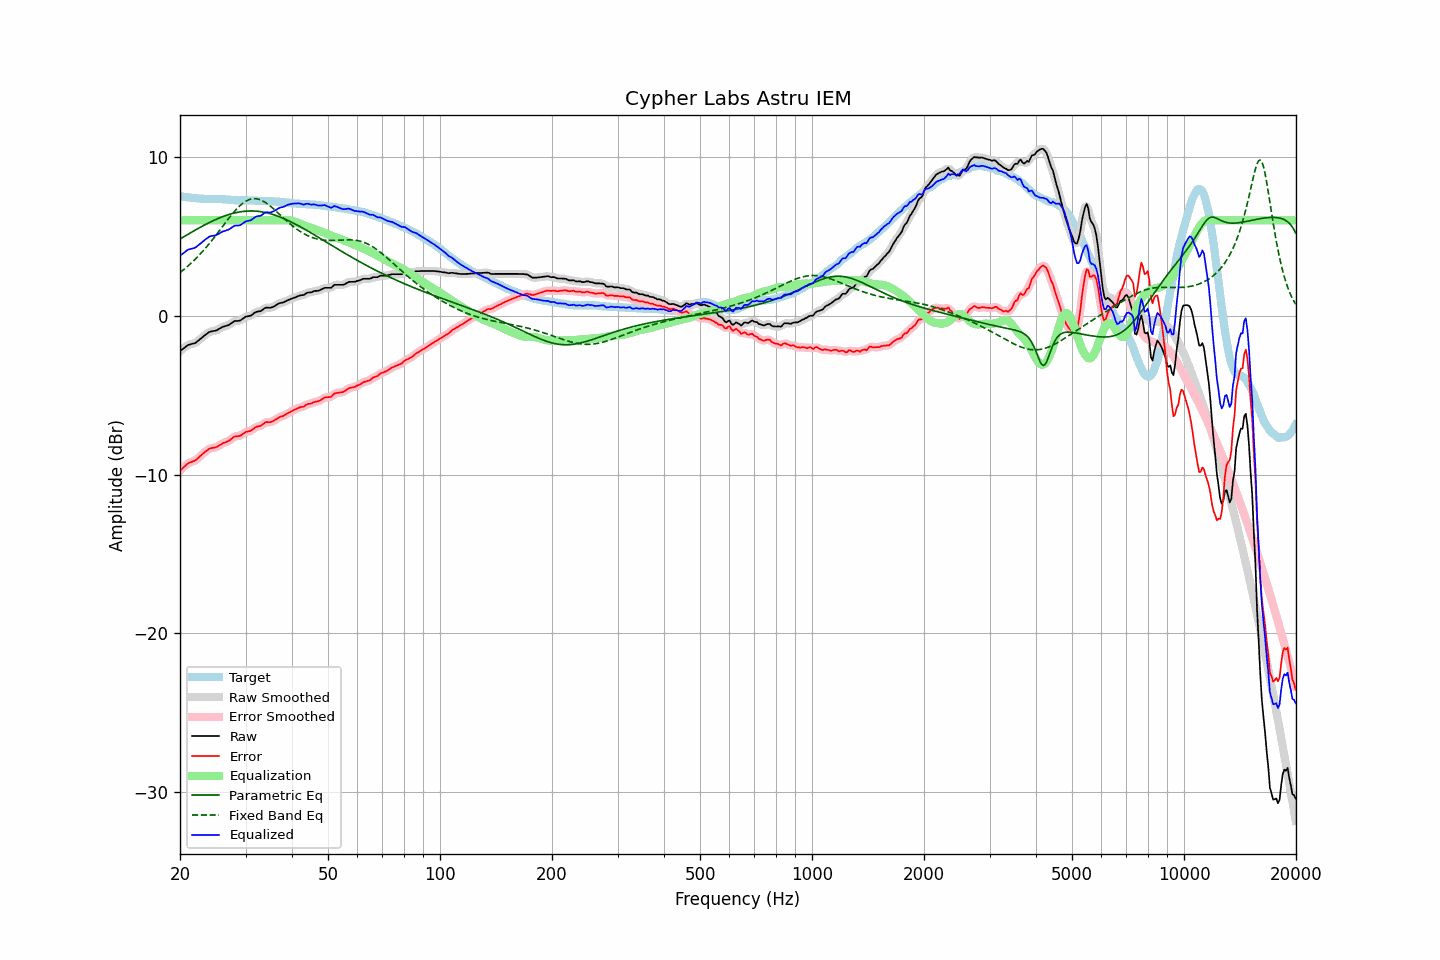 Cypher Labs Astru IEM
10
0
−10
−20
−30
Amplitude (dBr)
Target
Raw Smoothed
Error Smoothed
Raw
Error
Equalization
Parametric Eq
Fixed Band Eq
Equalized
20 50 100 200 500 1000 2000 5000 10000 20000
Frequency (Hz)